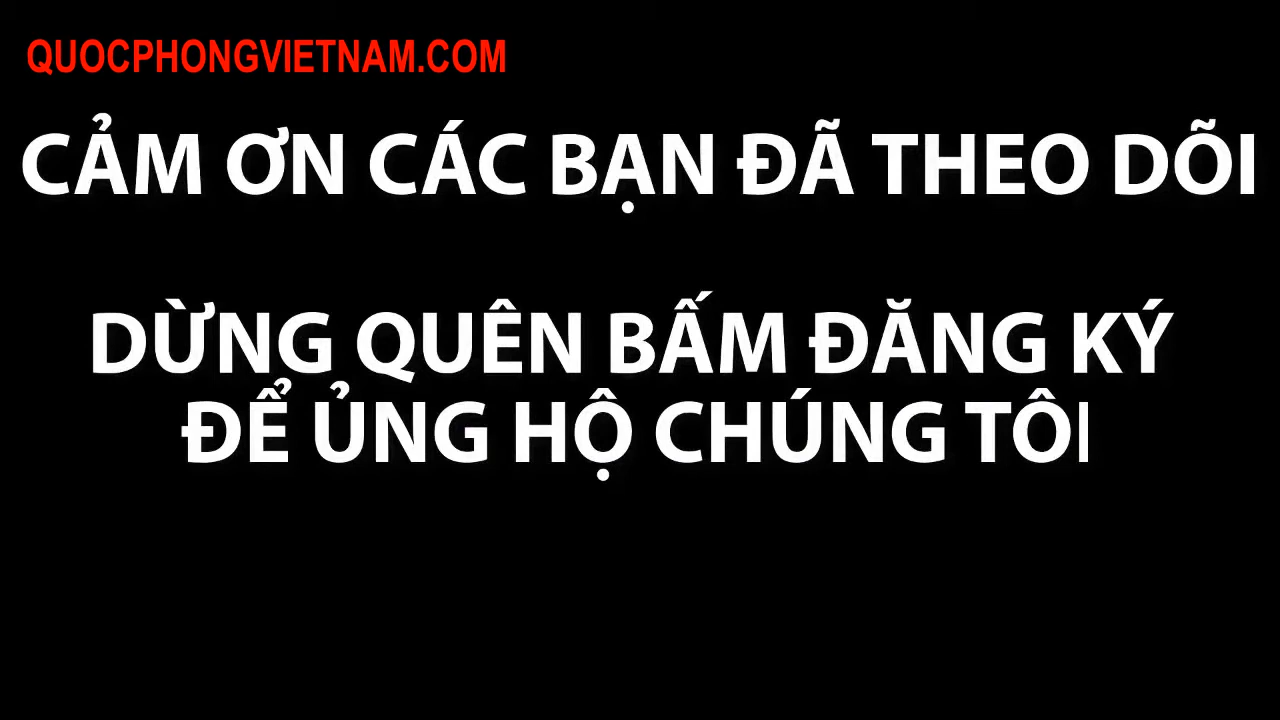 QUOCPHONGVIETNAM.COM
CẢM ƠN CÁC BẠN ĐÃ THEO DÕI
DỪNG QUÊN BẤM ĐĂNG KÝ
ĐỂ ỦNG HỘ CHÚNG TÔI